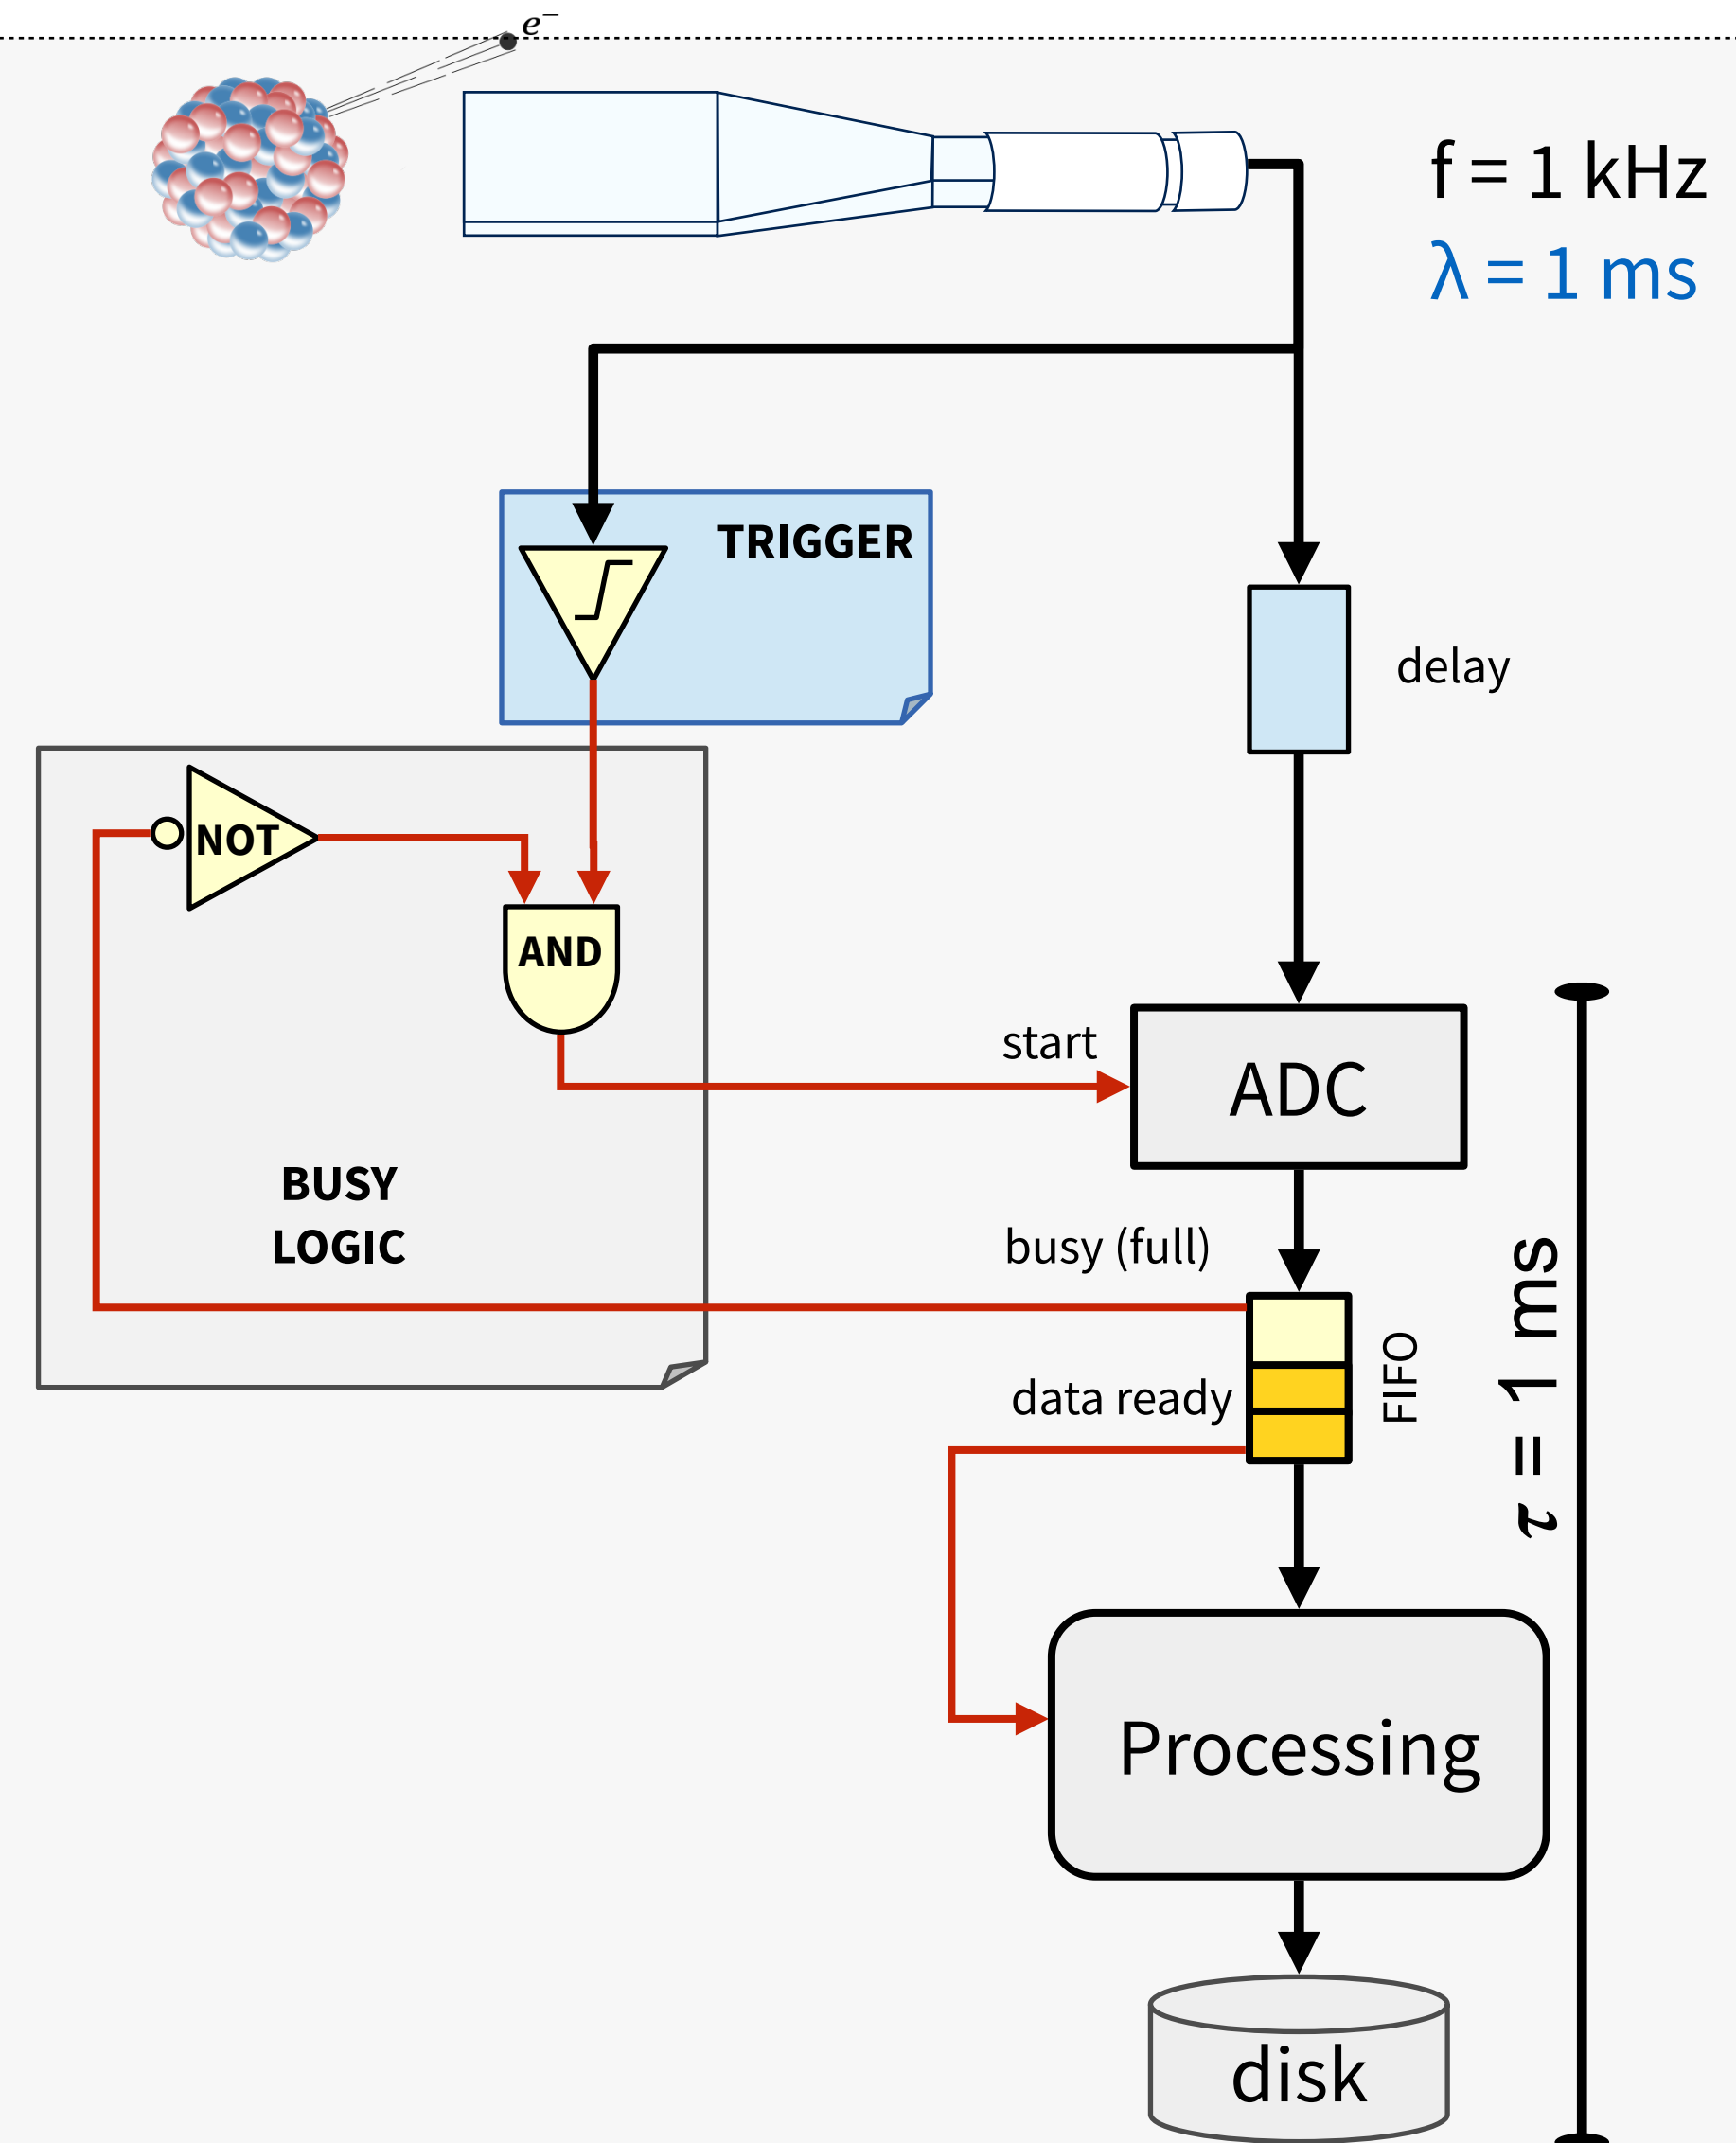 e⁻
f = 1 kHz
λ = 1 ms
TRIGGER
delay
NOT
AND
start
ADC
BUSY
LOGIC
busy (full)
FIFO
data ready
τ = 1 ms
Processing
disk